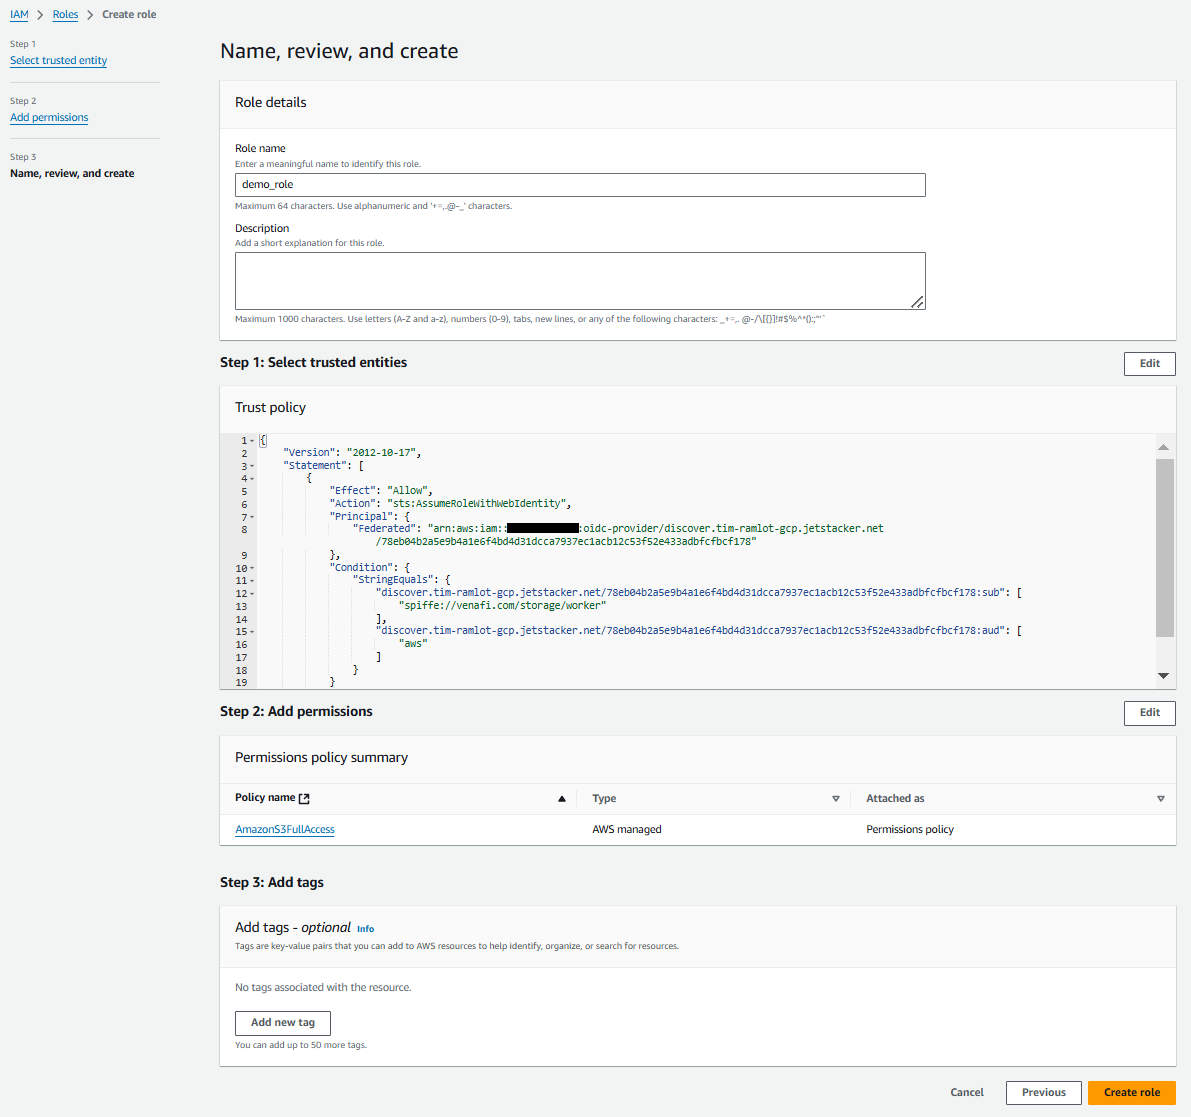 IAM > Roles > Create role
Step 1
Select trusted entity
Step 2
Add permissions
Step 3
Name, review, and create
Name, review, and create
Role details
Role name
Enter a meaningful name to identify this role.
demo_role
Maximum 64 characters. Use alphanumeric and '+=,.@-_' characters.
Description
Add a short explanation for this role.
Maximum 1000 characters. Use letters (A-Z and a-z), numbers (0-9), tabs, new lines, or any of the following characters: _+=,. @-/\[{}]!#$%^*();:"'`
Step 1: Select trusted entities
Edit
Trust policy
1 {
2 "Version": "2012-10-17",
3 "Statement": [
4 {
5 "Effect": "Allow",
6 "Action": "sts:AssumeRoleWithWebIdentity",
7 "Principal": {
8 "Federated": "arn:aws:iam:: :oidc-provider/discover.tim-ramlot-gcp.jetstacker.net
/78eb04b2a5e9b4a1e6f4bd4d31dcca7937ec1acb12c53f52e433adbfcfbcf178"
9 },
10 "Condition": {
11 "StringEquals": {
12 "discover.tim-ramlot-gcp.jetstacker.net/78eb04b2a5e9b4a1e6f4bd4d31dcca7937ec1acb12c53f52e433adbfcfbcf178:sub": [
13 "spiffe://venafi.com/storage/worker"
14 ],
15 "discover.tim-ramlot-gcp.jetstacker.net/78eb04b2a5e9b4a1e6f4bd4d31dcca7937ec1acb12c53f52e433adbfcfbcf178:aud": [
16 "aws"
17 ]
18 }
19 }
Step 2: Add permissions
Edit
Permissions policy summary
Policy name Type Attached as
AmazonS3FullAccess AWS managed Permissions policy
Step 3: Add tags
Add tags - optional Info
Tags are key-value pairs that you can add to AWS resources to help identify, organize, or search for resources.
No tags associated with the resource.
Add new tag
You can add up to 50 more tags.
Cancel Previous Create role